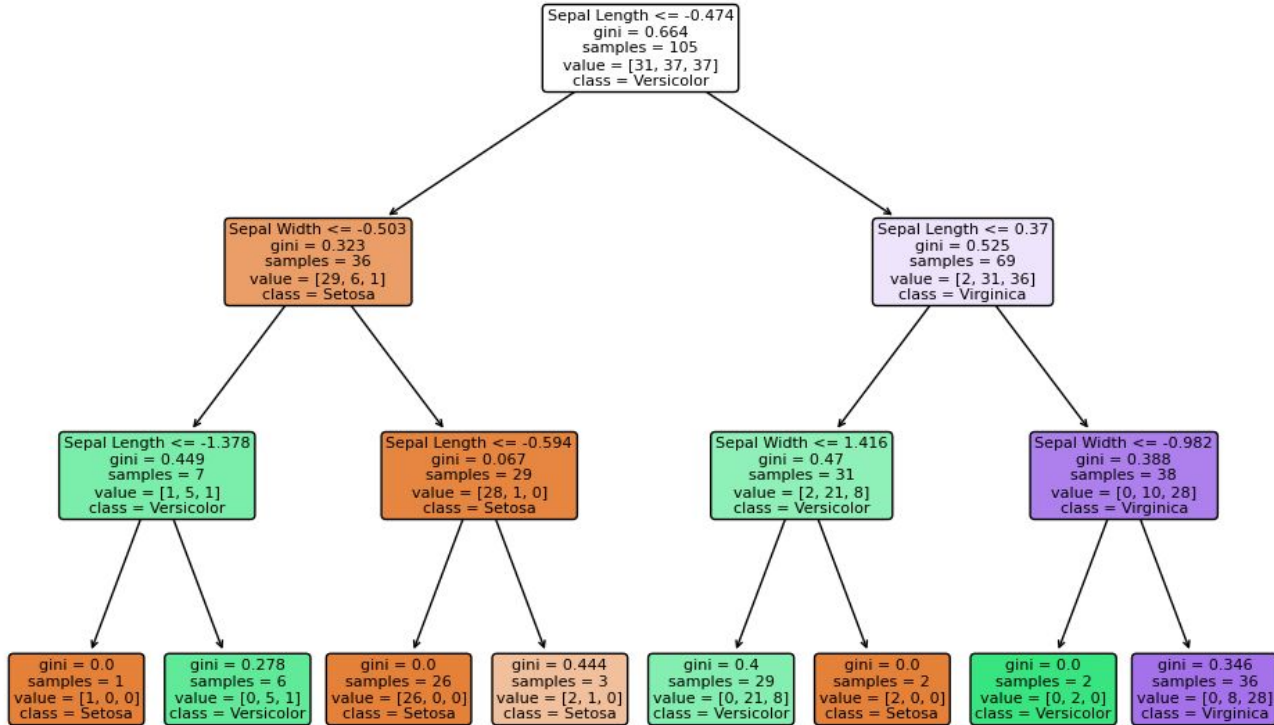 Sepal Length <= -0.474
gini = 0.664
samples = 105
value = [31, 37, 37]
class = Versicolor
Sepal Width <= -0.503
gini = 0.323
samples = 36
value = [29, 6, 1]
class = Setosa
Sepal Length <= 0.37
gini = 0.525
samples = 69
value = [2, 31, 36]
class = Virginica
Sepal Length <= -1.378
gini = 0.449
samples = 7
value = [1, 5, 1]
class = Versicolor
Sepal Length <= -0.594
gini = 0.067
samples = 29
value = [28, 1, 0]
class = Setosa
Sepal Width <= 1.416
gini = 0.47
samples = 31
value = [2, 21, 8]
class = Versicolor
Sepal Width <= -0.982
gini = 0.388
samples = 38
value = [0, 10, 28]
class = Virginica
gini = 0.0
samples = 1
value = [1, 0, 0]
class = Setosa
gini = 0.278
samples = 6
value = [0, 5, 1]
class = Versicolor
gini = 0.0
samples = 26
value = [26, 0, 0]
class = Setosa
gini = 0.444
samples = 3
value = [2, 1, 0]
class = Setosa
gini = 0.4
samples = 29
value = [0, 21, 8]
class = Versicolor
gini = 0.0
samples = 2
value = [2, 0, 0]
class = Setosa
gini = 0.0
samples = 2
value = [0, 2, 0]
class = Versicolor
gini = 0.346
samples = 36
value = [0, 8, 28]
class = Virginica